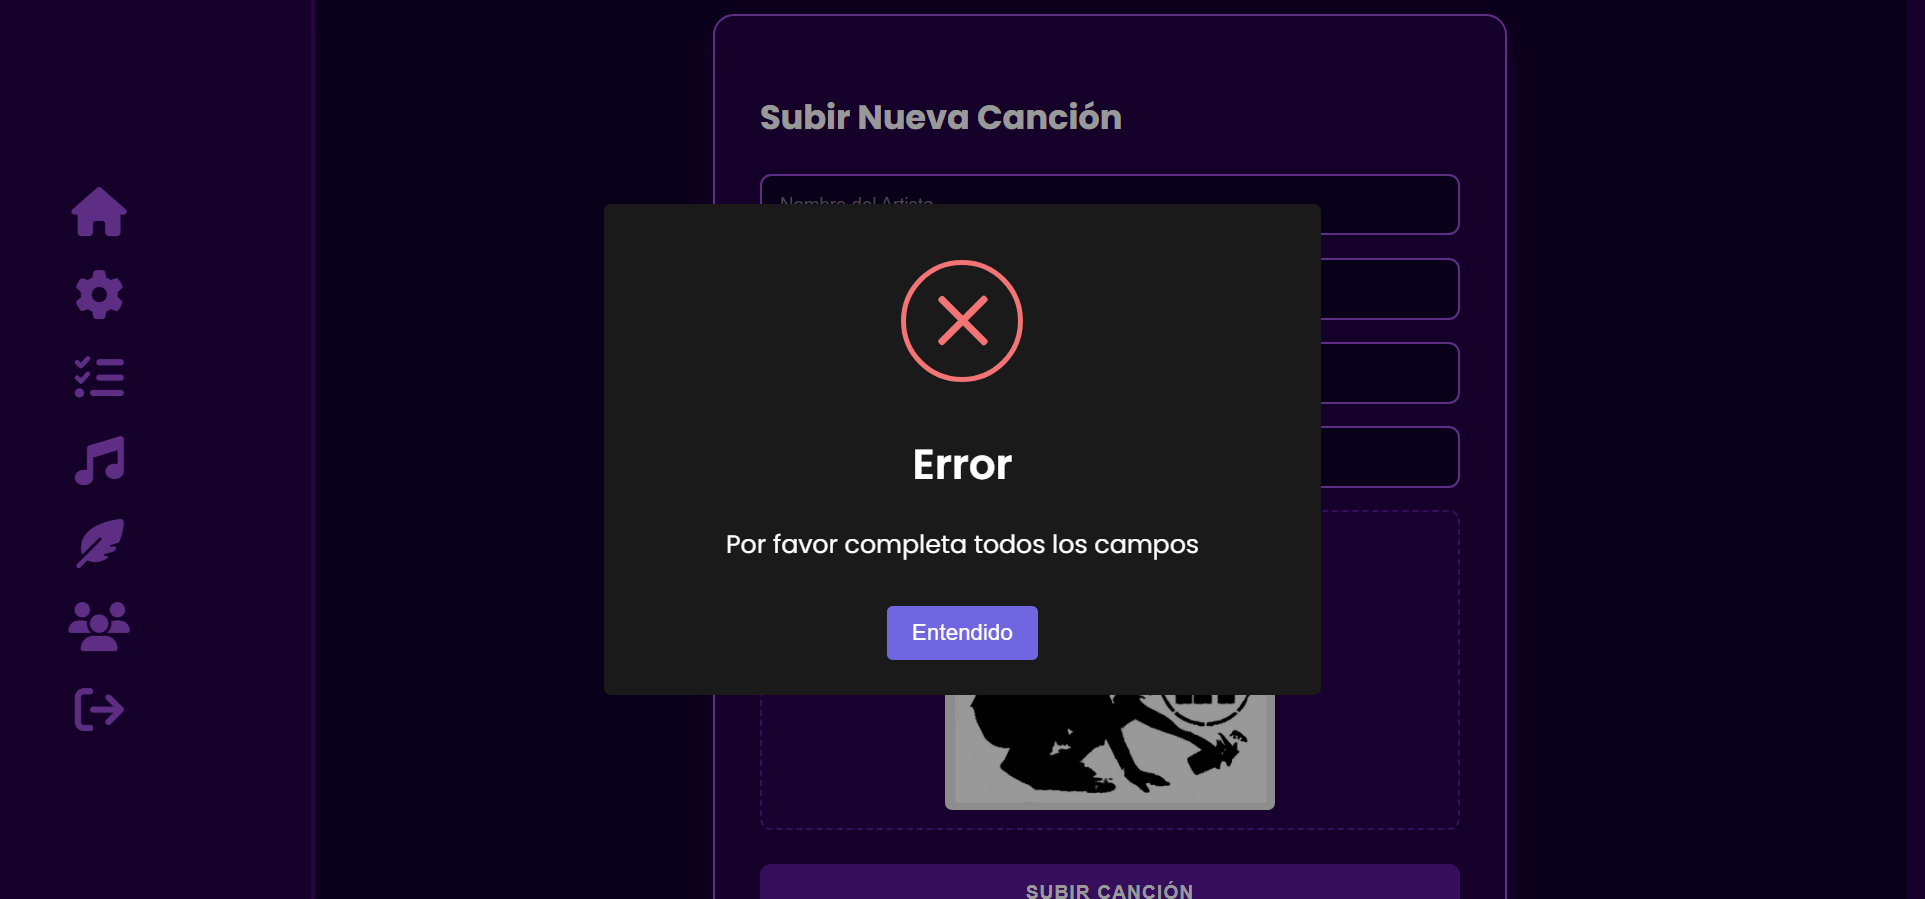 Subir Nueva Canción
Nombre del Artista
Error
Por favor completa todos los campos
Entendido
SUBIR CANCIÓN